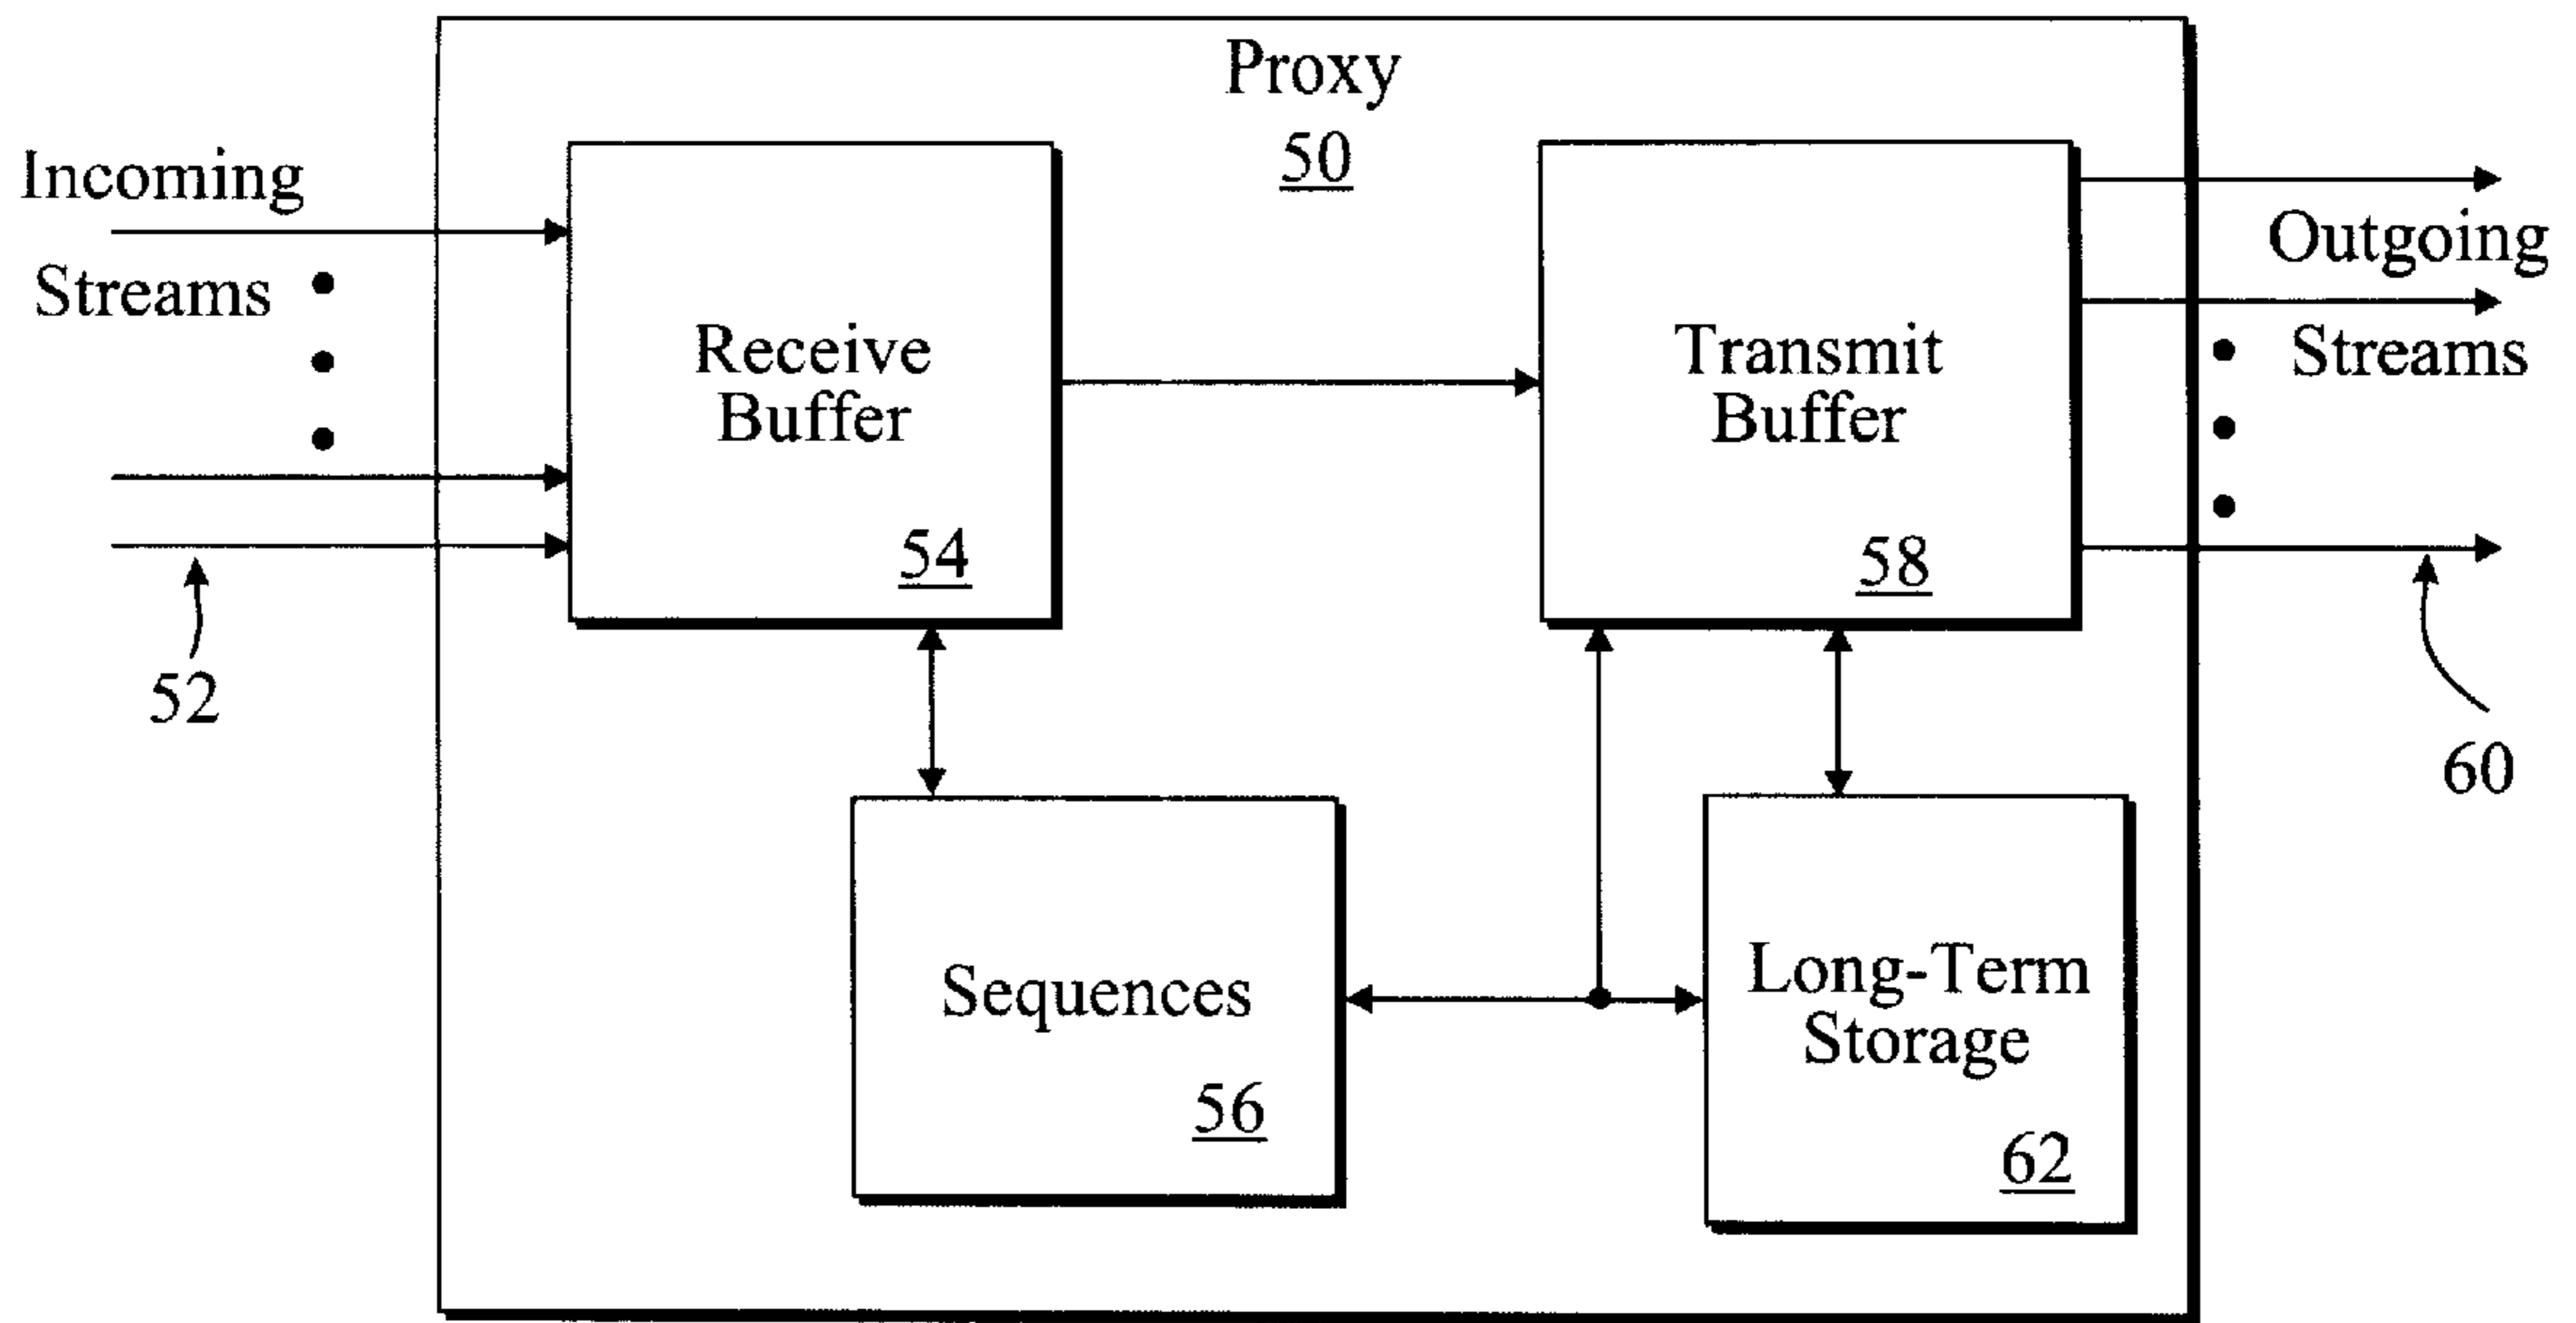 Proxy
50
Incoming
Streams
52
Receive
Buffer
54
Transmit
Buffer
58
Outgoing
Streams
60
Sequences
56
Long-Term
Storage
62